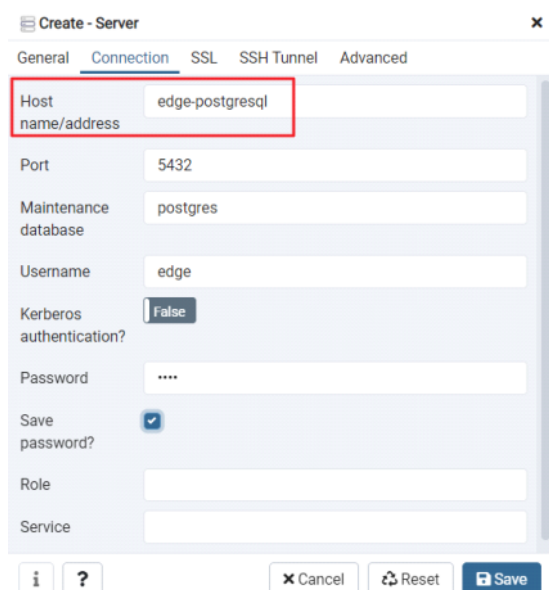 Create - Server
General Connection SSL SSH Tunnel Advanced
Host
name/address
edge-postgresql
Port
5432
Maintenance
database
postgres
Username
edge
Kerberos
authentication?
False
Password
••••
Save
password?
Role
Service
i ? Cancel Reset Save